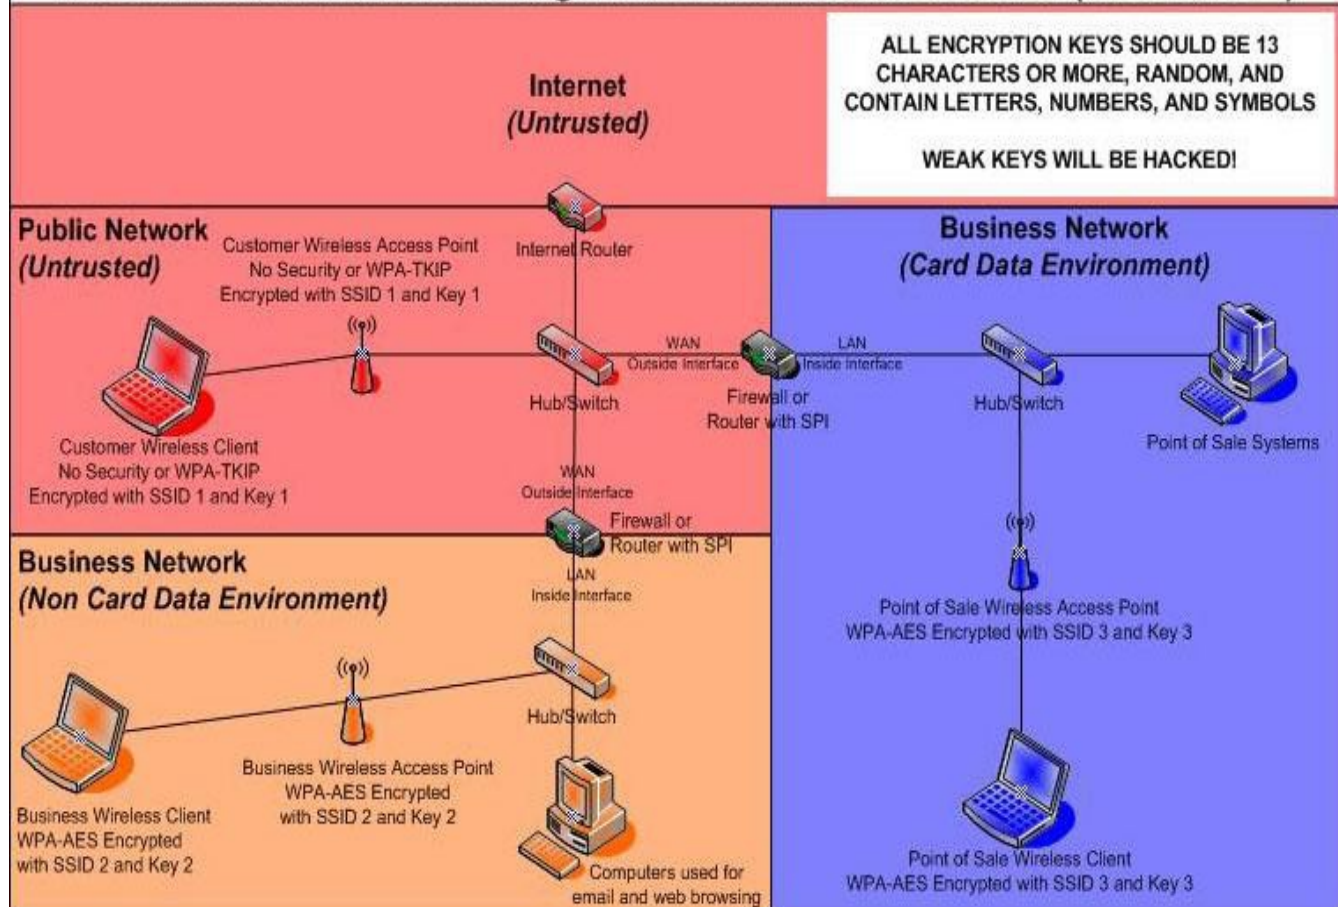 ALL ENCRYPTION KEYS SHOULD BE 13
CHARACTERS OR MORE, RANDOM, AND
CONTAIN LETTERS, NUMBERS, AND SYMBOLS
WEAK KEYS WILL BE HACKED!
Internet
(Untrusted)
Public Network
(Untrusted)
Customer Wireless Access Point
No Security or WPA-TKIP
Encrypted with SSID 1 and Key 1
Internet Router
Business Network
(Card Data Environment)
WAN
Outside Interface
LAN
Inside Interface
Hub/Switch
Firewall or
Router with SPI
Hub/Switch
Point of Sale Systems
Customer Wireless Client
No Security or WPA-TKIP
Encrypted with SSID 1 and Key 1
WAN
Outside Interface
Firewall or
Router with SPI
LAN
Inside Interface
Business Network
(Non Card Data Environment)
Point of Sale Wireless Access Point
WPA-AES Encrypted with SSID 3 and Key 3
Hub/Switch
Business Wireless Access Point
WPA-AES Encrypted
with SSID 2 and Key 2
Business Wireless Client
WPA-AES Encrypted
with SSID 2 and Key 2
Computers used for
email and web browsing
Point of Sale Wireless Client
WPA-AES Encrypted with SSID 3 and Key 3